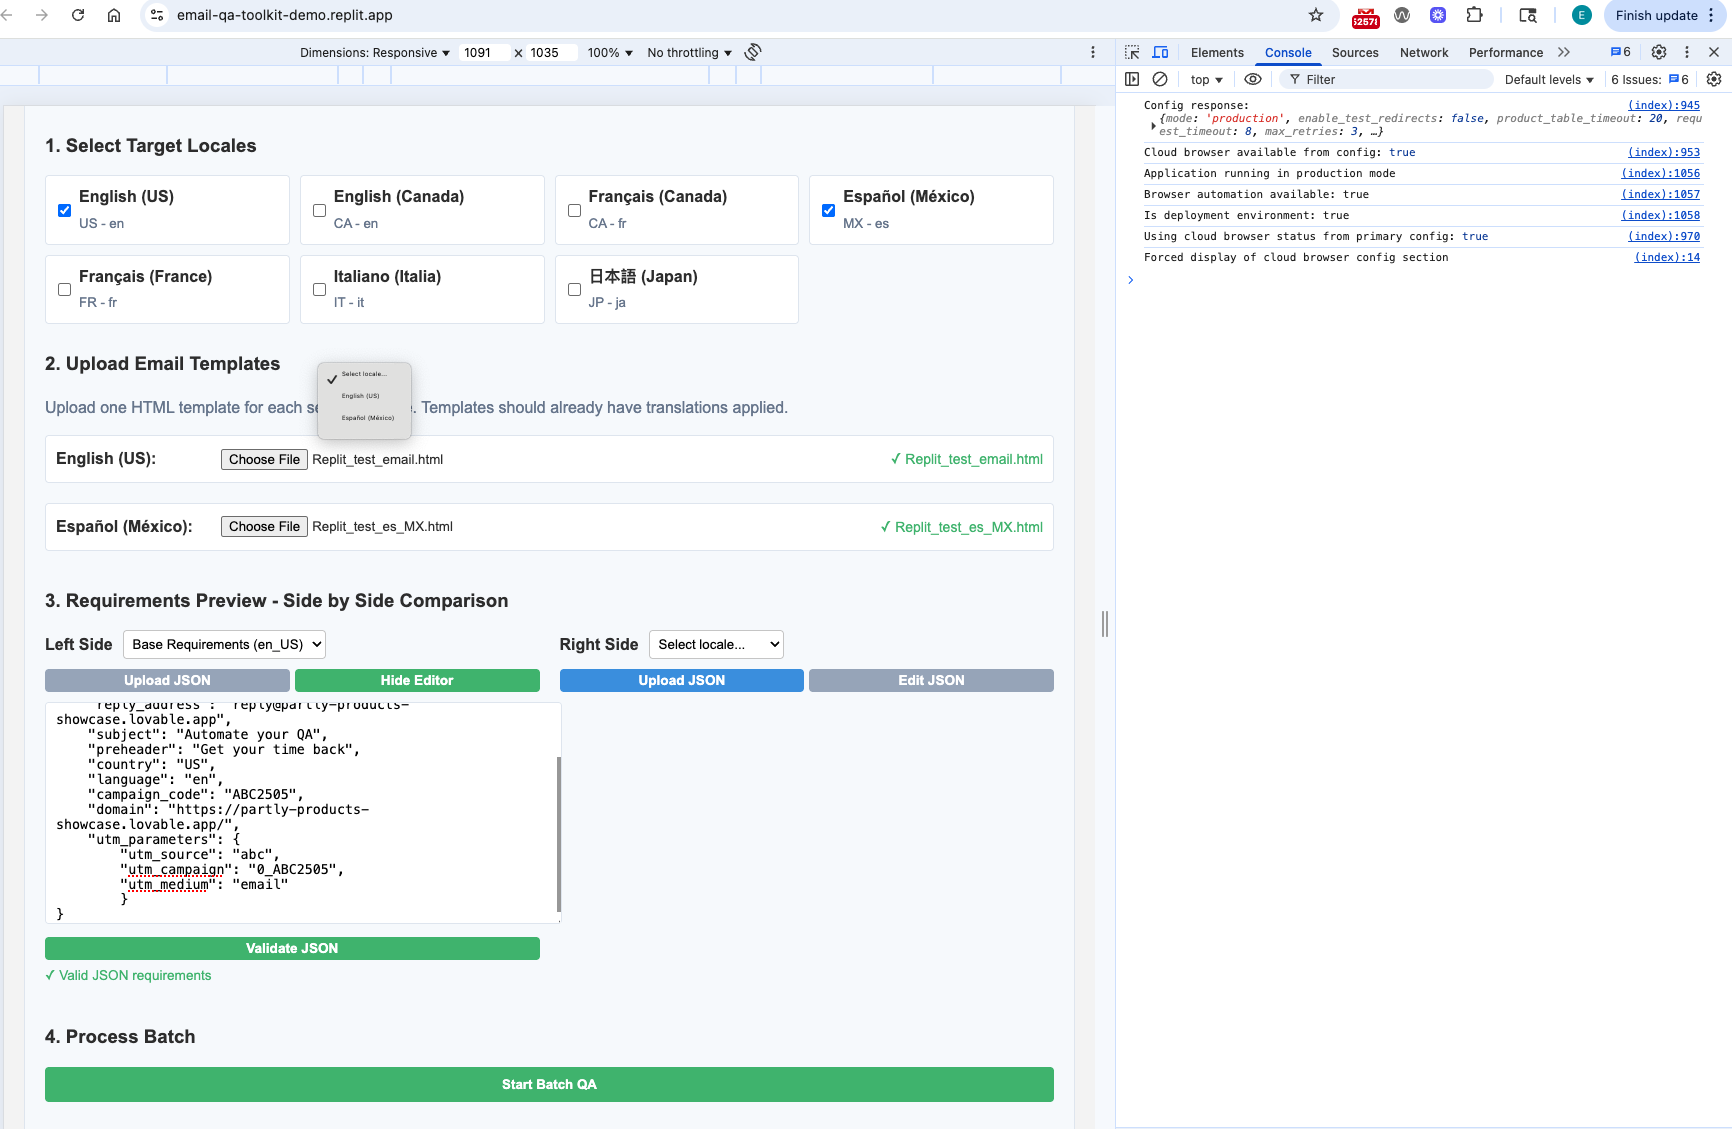 email-qa-toolkit-demo.replit.app
52578
E
Finish update
Dimensions: Responsive 1091 × 1035 100% No throttling
Elements Console Sources Network Performance 6
top Filter Default levels 6 Issues: 6
1. Select Target Locales
English (US)
US - en
English (Canada)
CA - en
Français (Canada)
CA - fr
Español (México)
MX - es
Français (France)
FR - fr
Italiano (Italia)
IT - it
日本語 (Japan)
JP - ja
2. Upload Email Templates
Select locale...
English (US)
Español (México)
Upload one HTML template for each se . Templates should already have translations applied.
English (US): Choose File Replit_test_email.html ✓ Replit_test_email.html
Español (México): Choose File Replit_test_es_MX.html ✓ Replit_test_es_MX.html
3. Requirements Preview - Side by Side Comparison
Left Side Base Requirements (en_US)
Right Side Select locale...
Upload JSON Hide Editor
Upload JSON Edit JSON
"reply_address": "reply@partly-products-
showcase.lovable.app",
"subject": "Automate your QA",
"preheader": "Get your time back",
"country": "US",
"language": "en",
"campaign_code": "ABC2505",
"domain": "https://partly-products-
showcase.lovable.app/",
"utm_parameters": {
"utm_source": "abc",
"utm_campaign": "0_ABC2505",
"utm_medium": "email"
}
}
Validate JSON
✓ Valid JSON requirements
4. Process Batch
Start Batch QA
Config response: (index):945
{mode: 'production', enable_test_redirects: false, product_table_timeout: 20, requ
est_timeout: 8, max_retries: 3, …}
Cloud browser available from config: true (index):953
Application running in production mode (index):1056
Browser automation available: true (index):1057
Is deployment environment: true (index):1058
Using cloud browser status from primary config: true (index):970
Forced display of cloud browser config section (index):14